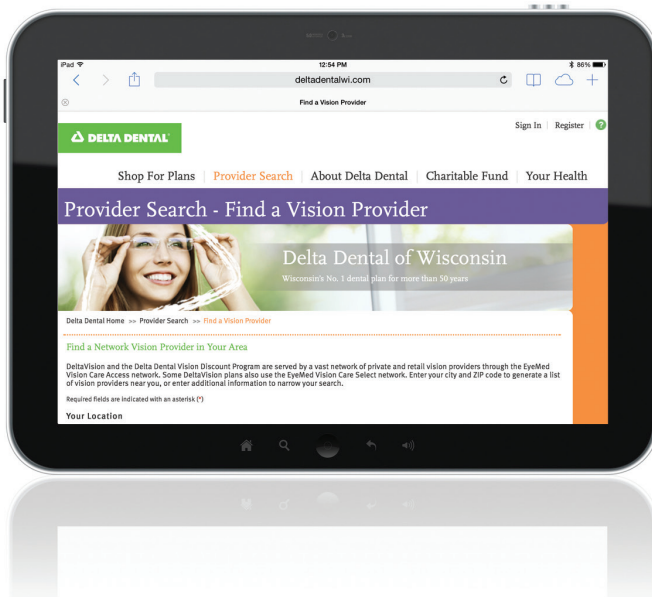 iPad
12:54 PM
86%
deltadentalwi.com
Find a Vision Provider
Sign In | Register | ?
DELTA DENTAL
Shop For Plans | Provider Search | About Delta Dental | Charitable Fund | Your Health
Provider Search - Find a Vision Provider
Delta Dental of Wisconsin
Wisconsin's No. 1 dental plan for more than 50 years
Delta Dental Home >> Provider Search >> Find a Vision Provider
Find a Network Vision Provider in Your Area
DeltaVision and the Delta Dental Vision Discount Program are served by a vast network of private and retail vision providers through the EyeMed
Vision Care Access network. Some DeltaVision plans also use the EyeMed Vision Care Select network. Enter your city and ZIP code to generate a list
of vision providers near you, or enter additional information to narrow your search.
Required fields are indicated with an asterisk (*)
Your Location